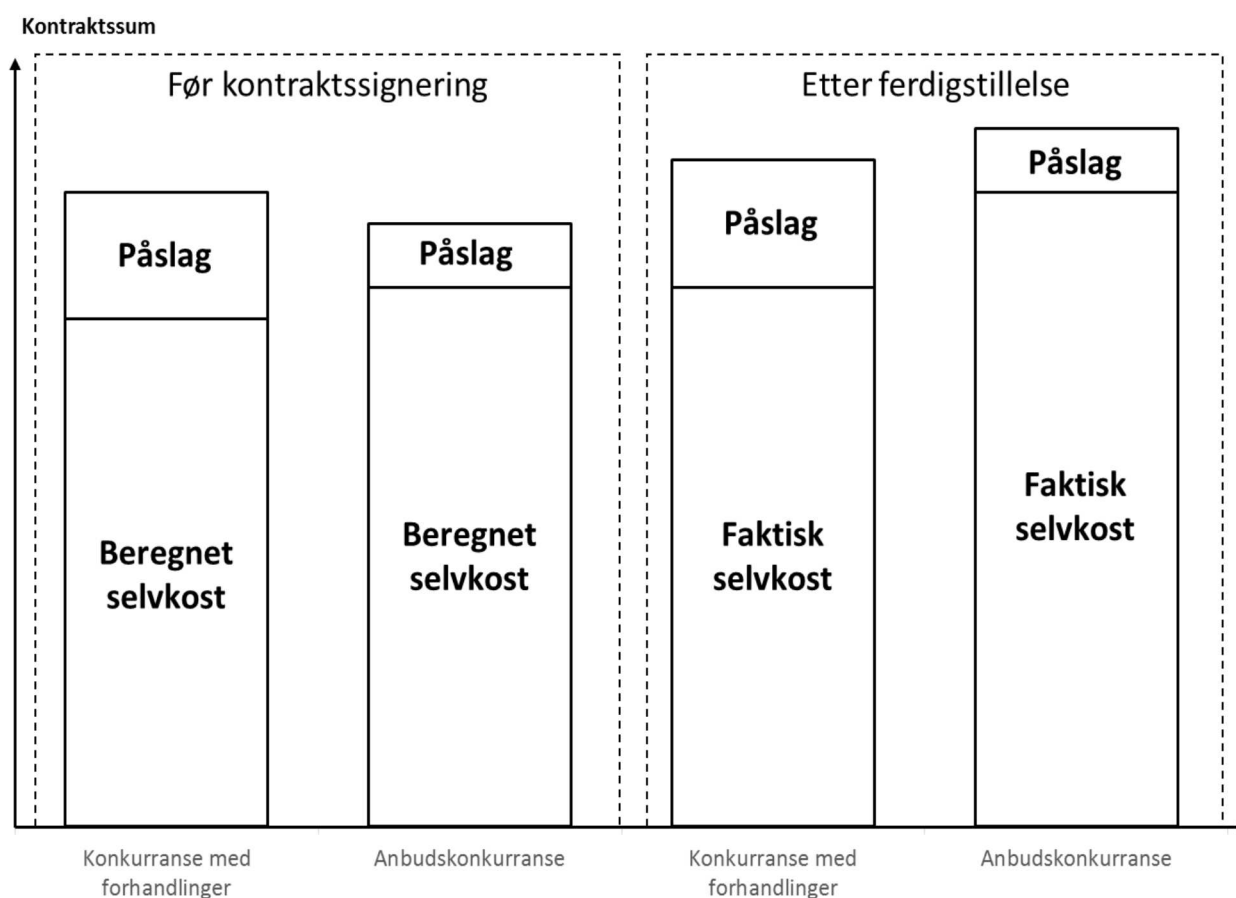 Kontraktssum
Før kontraktssignering
Etter ferdigstillelse
Påslag
Påslag
Påslag
Påslag
Beregnet
selvkost
Beregnet
selvkost
Faktisk
selvkost
Faktisk
selvkost
Konkurranse med
forhandlinger
Anbudskonkurranse
Konkurranse med
forhandlinger
Anbudskonkurranse